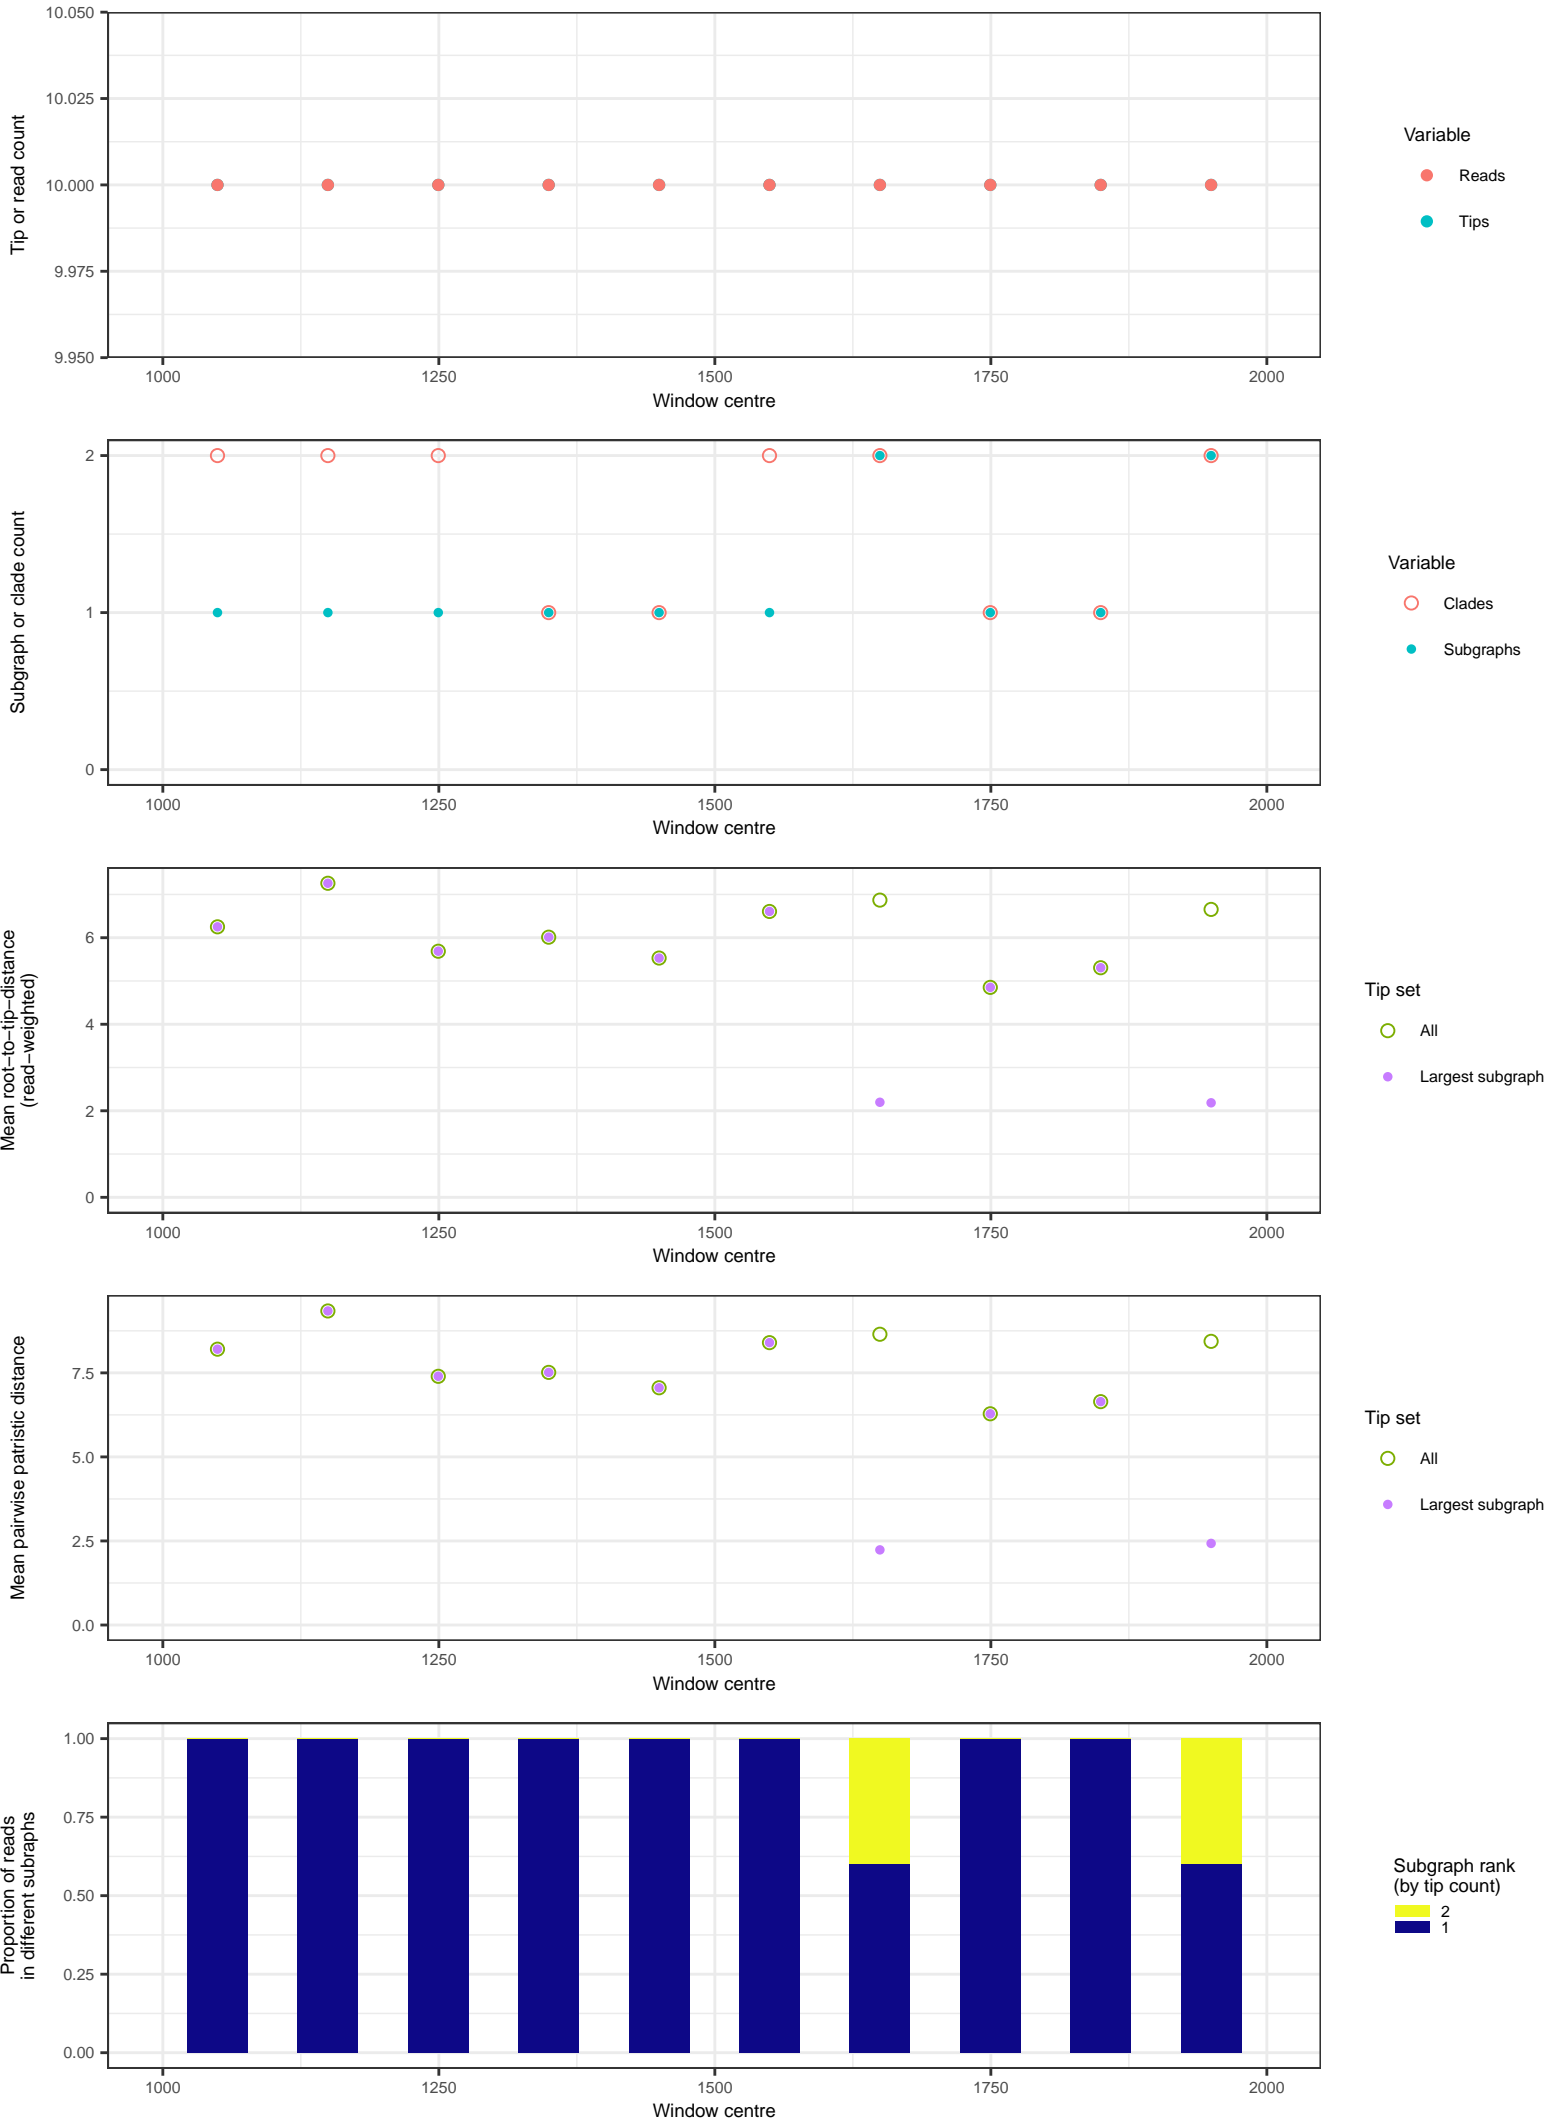 10.050
10.025
10.000
9.975
9.950
Tip or read count
1000
1250
1500
1750
2000
Window centre
Variable
Reads
Tips
2
1
0
Subgraph or clade count
1000
1250
1500
1750
2000
Window centre
Variable
Clades
Subgraphs
6
4
2
0
Mean root−to−tip−distance
(read−weighted)
1000
1250
1500
1750
2000
Window centre
Tip set
All
Largest subgraph
7.5
5.0
2.5
0.0
Mean pairwise patristic distance
1000
1250
1500
1750
2000
Window centre
Tip set
All
Largest subgraph
1.00
0.75
0.50
0.25
0.00
Proportion of reads
in different subraphs
1000
1250
1500
1750
2000
Window centre
Subgraph rank
(by tip count)
2
1